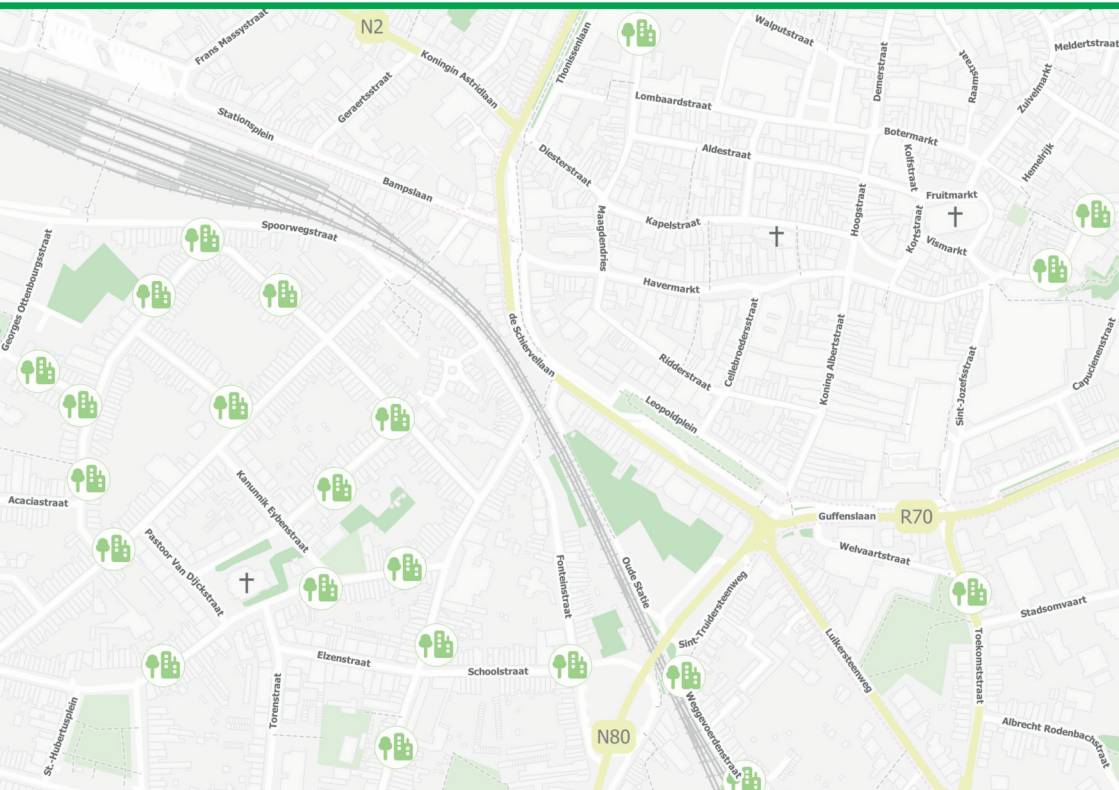 Frans Massystraat
N2
Walputstraat
Meldertstraat
Koningin Astridlaan
Thonissenlaan
Demerstraat
Raamstraat
Zuivelmarkt
Geraertsstraat
Lombaardstraat
Stationsplein
Botermarkt
Aldestraat
Kolfstraat
Hemelrijk
Diesterstraat
Bampslaan
Fruitmarkt
Maagdendries
Kapelstraat
Hoogstraat
Kortstraat
Vismarkt
Spoorwegstraat
Georges Ottenbourgsstraat
Havermarkt
de Schiervellaan
Cellebroedersstraat
Koning Albertstraat
Ridderstraat
Sint-Jozefsstraat
Capucienenstraat
Leopoldplein
Kanunnik Eybenstraat
Acaciastraat
Guffenslaan
R70
Pastoor Van Dijckstraat
Welvaartstraat
Fonteinstraat
Oude Statie
Sint-Truidersteenweg
Stadsomvaart
Luikersteenweg
Toekomststraat
Elzenstraat
Schoolstraat
Torenstraat
St.-Hubertusplein
Weggevoerdenstraat
N80
Albrecht Rodenbachstraat